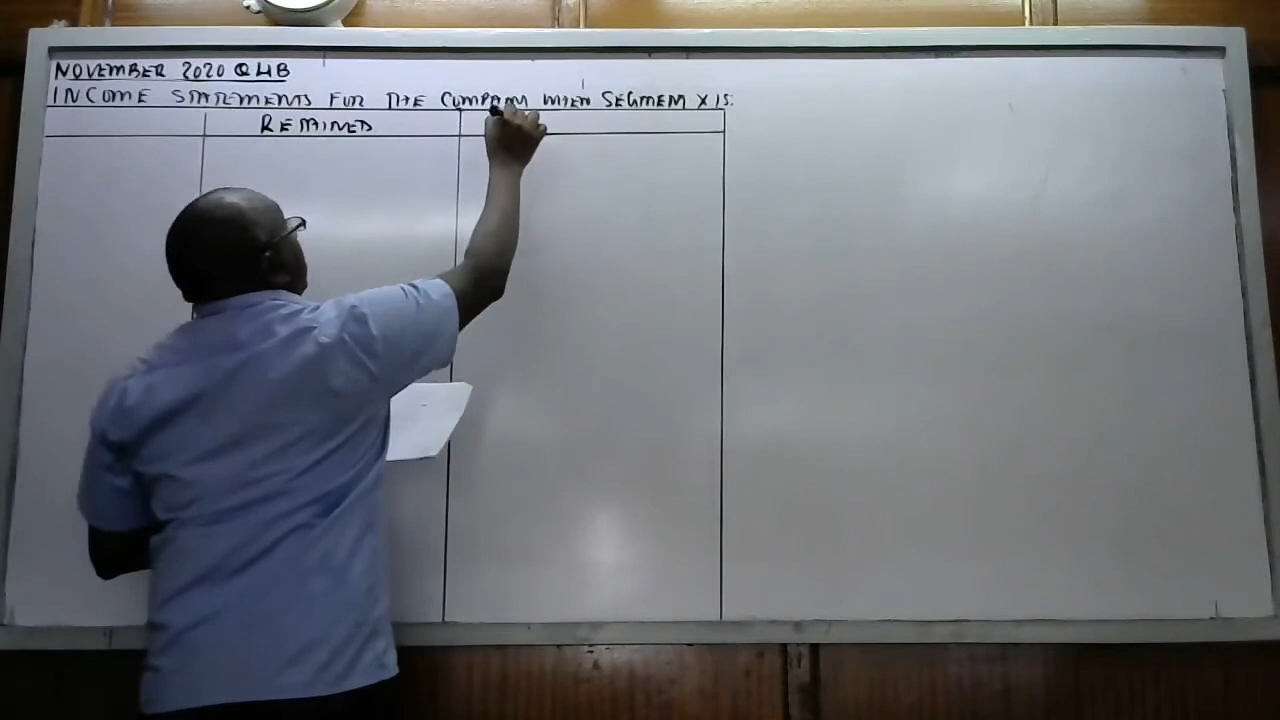 NOVEMBER 2020 Q4B
INCOME STATEMENTS FOR THE COMPANY WHEN SEGMENT X IS:
RETAINED